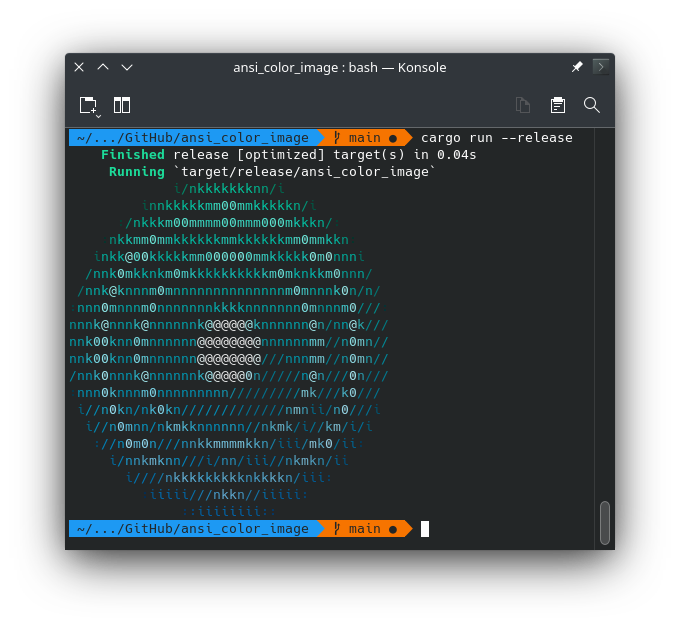 ansi_color_image : bash — Konsole
~/.../GitHub/ansi_color_image main ● cargo run --release
Finished release [optimized] target(s) in 0.04s
Running `target/release/ansi_color_image`
i/nkkkkkkknn/i
innkkkkkmm00mmkkkkkn/i
:/nkkkm00mmmm00mmm000mkkkn/:
nkkmm0mmkkkkkkmmkkkkkkmm0mmkkn
inkk@00kkkkkmm000000mmkkkkk0m0nnni
/nnk0mkknkm0mkkkkkkkkkkm0mknkkm0nnn/
/nnk@knnnm0mnnnnnnnnnnnnnnm0mnnnk0n/n/
nnn0mnnnm0nnnnnnnkkkknnnnnnn0mnnnm0///
nnnk@nnnk@nnnnnnk@@@@@@knnnnnn@n/nn@k///
nnk00knn0mnnnnnn@@@@@@@@nnnnnnmm//n0mn//
nnk00knn0mnnnnnn@@@@@@@@///nnnmm//n0mn//
/nnk0nnnk@nnnnnnk@@@@@0n/////n@n///0n///
nnn0knnnm0nnnnnnnnn/////////mk///k0///
i//n0kn/nk0kn/////////////nmnii/n0///i
i//n0mnn/nkmkknnnnnn//nkmk/i//km/i/i
://n0m0n///nnkkmmmmkkn/iii/mk0/ii:
i/nnkmknn///i/nn/iii//nkmkn/ii
i////nkkkkkkkkknkkkkn/iii:
iiiii///nkkn//iiiii:
::iiiiiiii::
~/.../GitHub/ansi_color_image main ●